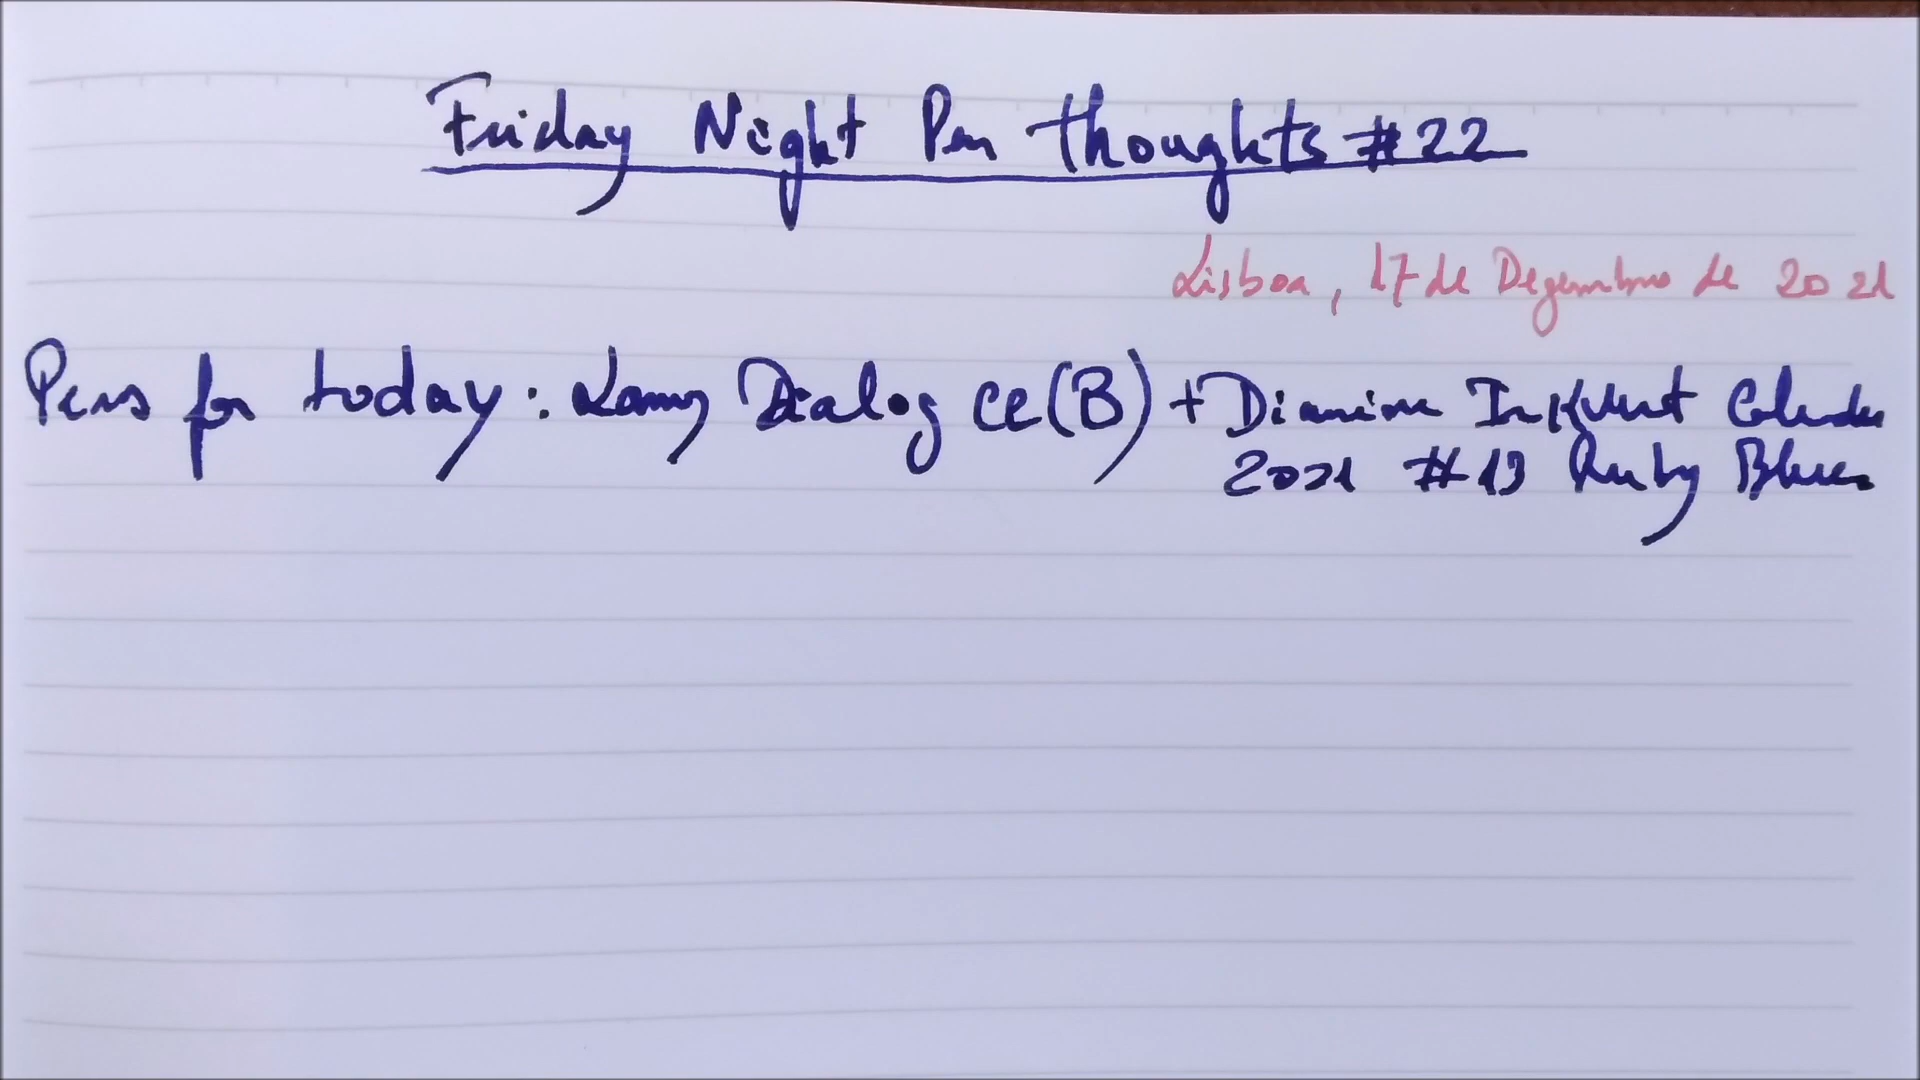 Friday Night Pen Thoughts #22
Lisboa, 17 de Dezembro de 2021
Pens for today: Lamy Dialog CC (B) + Diamine Inkvent Calendar
2021 #13 Ruby Blues